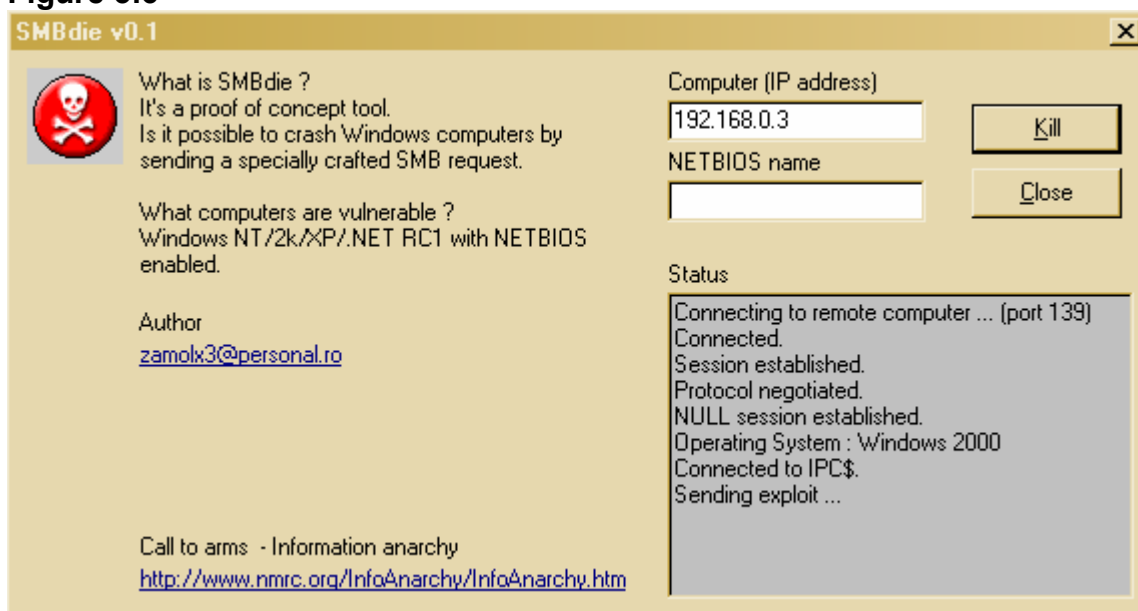 SMBdie v0.1
What is SMBdie ?
It's a proof of concept tool.
Is it possible to crash Windows computers by
sending a specially crafted SMB request.
What computers are vulnerable ?
Windows NT/2k/XP/.NET RC1 with NETBIOS
enabled.
Author
zamolx3@personal.ro
Call to arms - Information anarchy
http://www.nmrc.org/InfoAnarchy/InfoAnarchy.htm
Computer (IP address)
192.168.0.3
Kill
NETBIOS name
Close
Status
Connecting to remote computer ... (port 139)
Connected.
Session established.
Protocol negotiated.
NULL session established.
Operating System : Windows 2000
Connected to IPC$.
Sending exploit ...